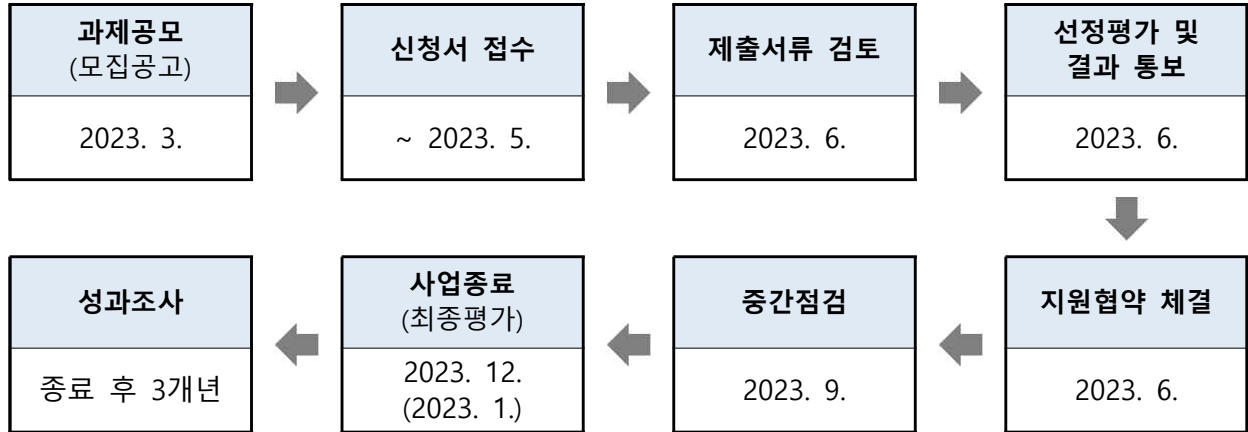 과제공모
(모집공고)
2023. 3.
신청서 접수
~ 2023. 5.
제출서류 검토
2023. 6.
선정평가 및
결과 통보
2023. 6.
지원협약 체결
2023. 6.
중간점검
2023. 9.
사업종료
(최종평가)
2023. 12.
(2023. 1.)
성과조사
종료 후 3개년